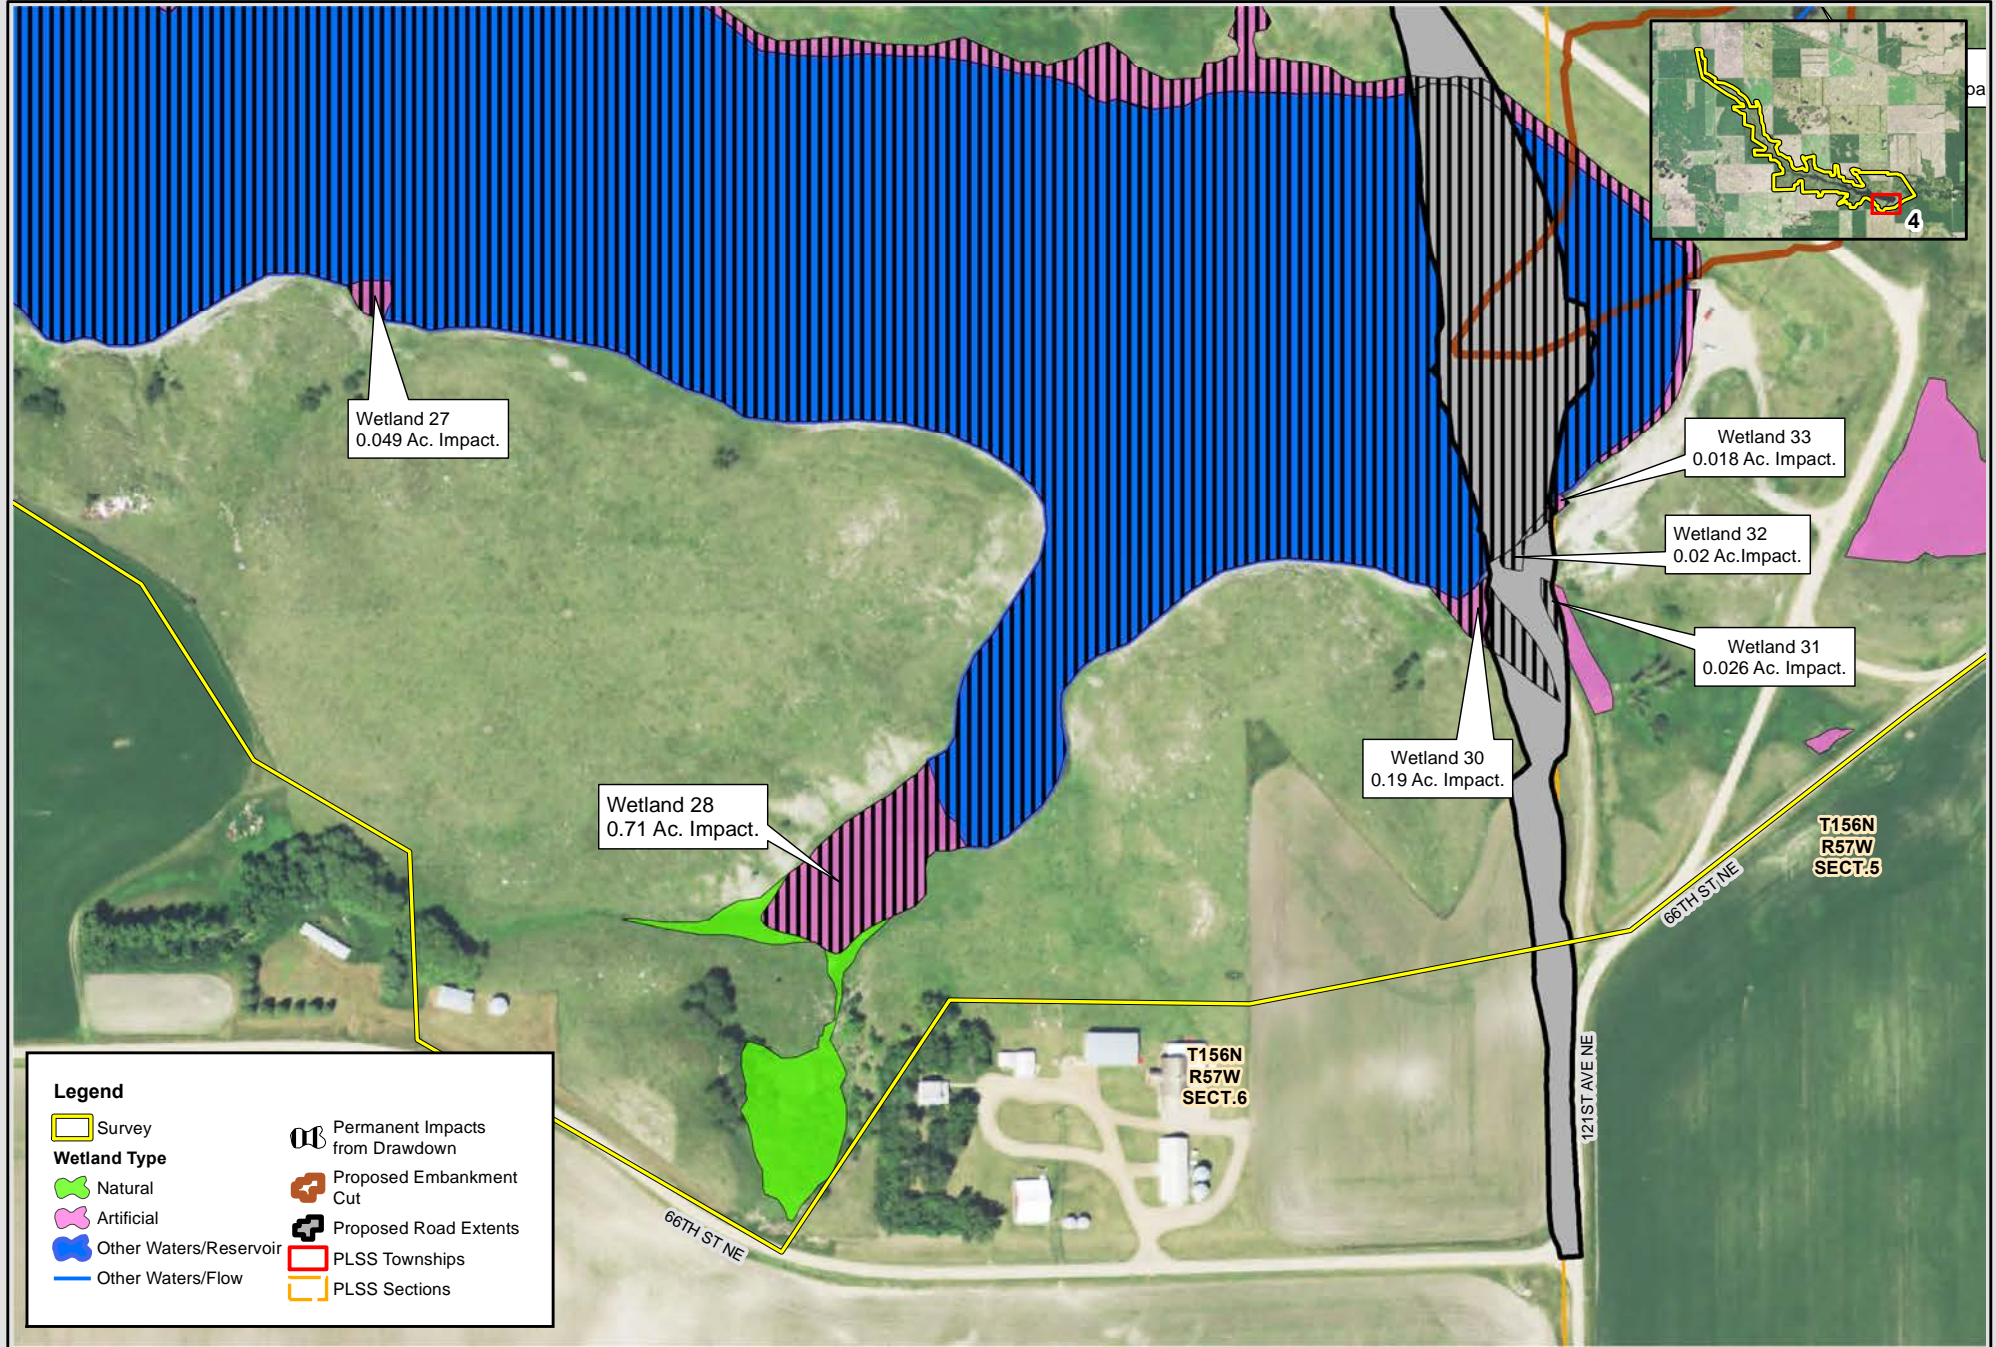 4
Wetland 27
0.049 Ac. Impact.
Wetland 33
0.018 Ac. Impact.
Wetland 32
0.02 Ac.Impact.
Wetland 31
0.026 Ac. Impact.
Wetland 30
0.19 Ac. Impact.
Wetland 28
0.71 Ac. Impact.
T156N
R57W
SECT.5
66TH ST NE
T156N
R57W
SECT.6
121ST AVE NE
66TH ST NE
Legend
Survey
Wetland Type
Natural
Artificial
Other Waters/Reservoir
Other Waters/Flow
Permanent Impacts
from Drawdown
Proposed Embankment
Cut
Proposed Road Extents
PLSS Townships
PLSS Sections